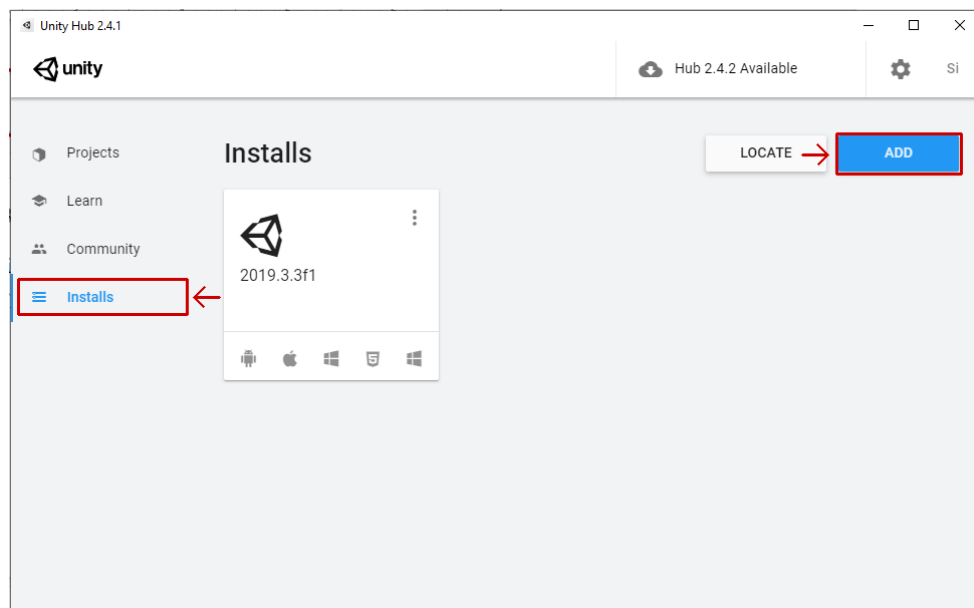 Unity Hub 2.4.1
unity
Hub 2.4.2 Available
Si
Projects
Learn
Community
Installs
Installs
LOCATE
ADD
2019.3.3f1
5